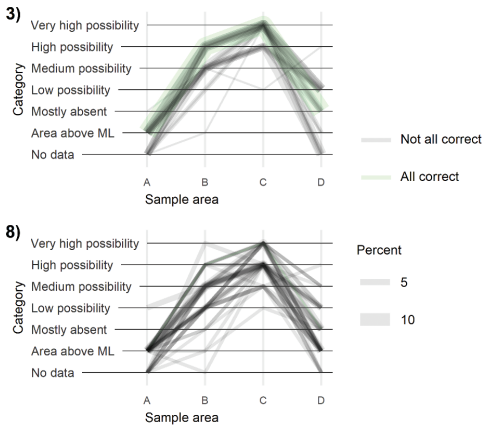 3)
Very high possibility
High possibility
Medium possibility
Low possibility
Mostly absent
Area above ML
No data
Category
A B C D
Sample area
Not all correct
All correct
8)
Very high possibility
High possibility
Medium possibility
Low possibility
Mostly absent
Area above ML
No data
Category
A B C D
Sample area
Percent
5
10